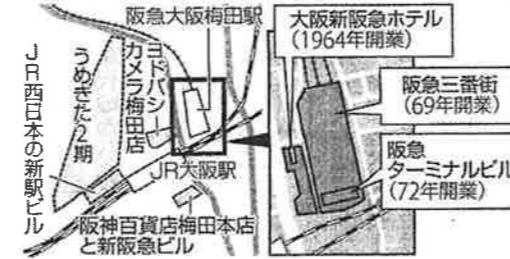 阪急大阪梅田駅
ヨドバシ
カメラ梅田店
うめきた2期
JR西日本の新駅ビル
JR大阪駅
阪神百貨店梅田本店
と新阪急ビル
大阪新阪急ホテル
(1964年開業)
阪急三番街
(69年開業)
阪急
ターミナルビル
(72年開業)